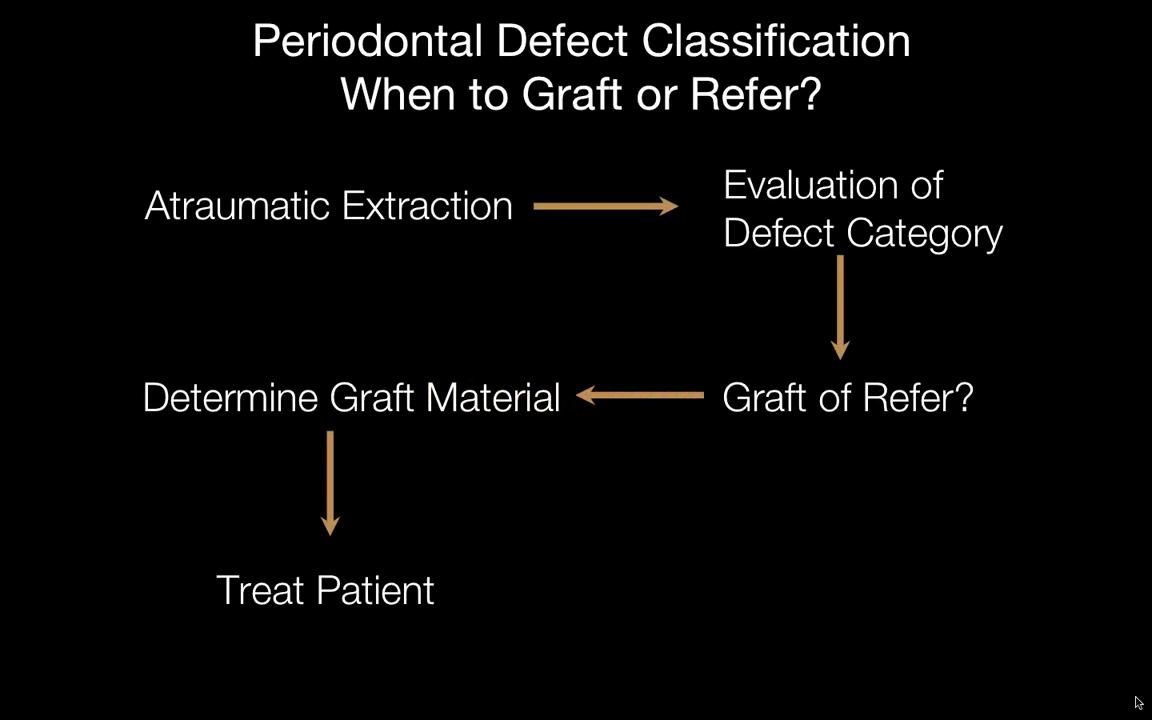 Periodontal Defect Classification
When to Graft or Refer?
Atraumatic Extraction
Evaluation of
Defect Category
Graft of Refer?
Determine Graft Material
Treat Patient